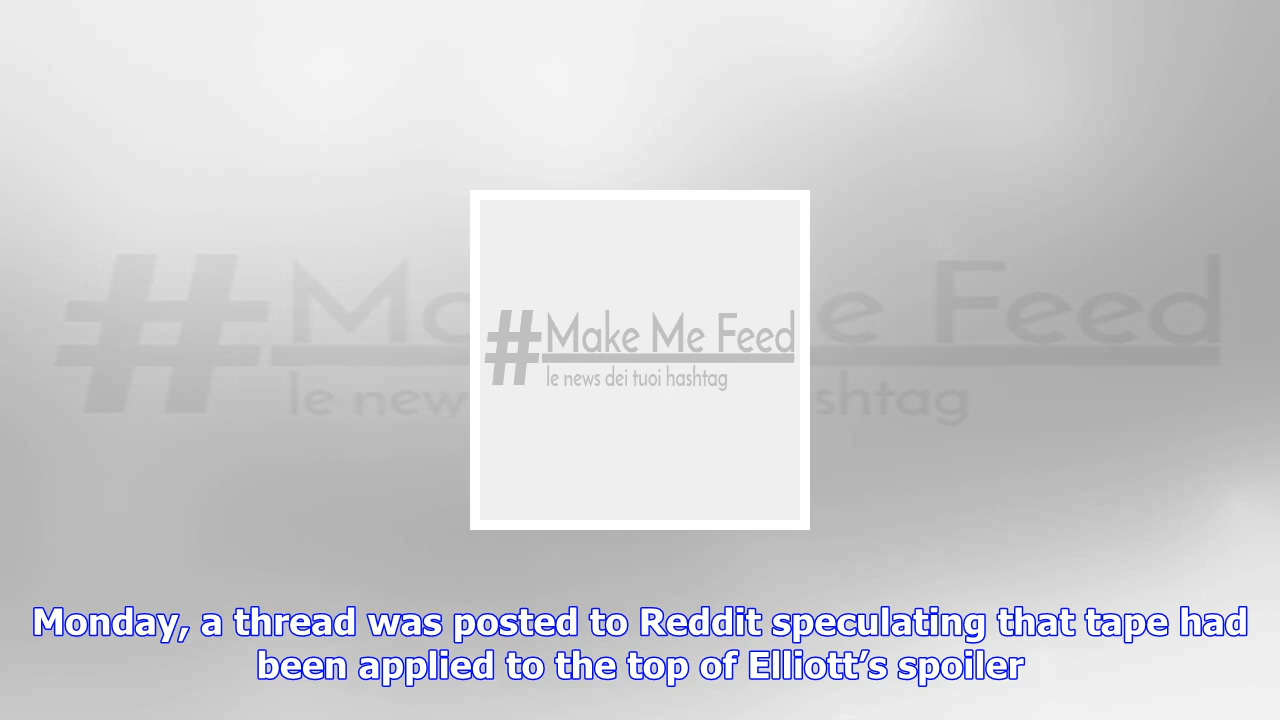 #Make Me Feed
le news dei tuoi hashtag
Monday, a thread was posted to Reddit speculating that tape had
been applied to the top of Elliott’s spoiler